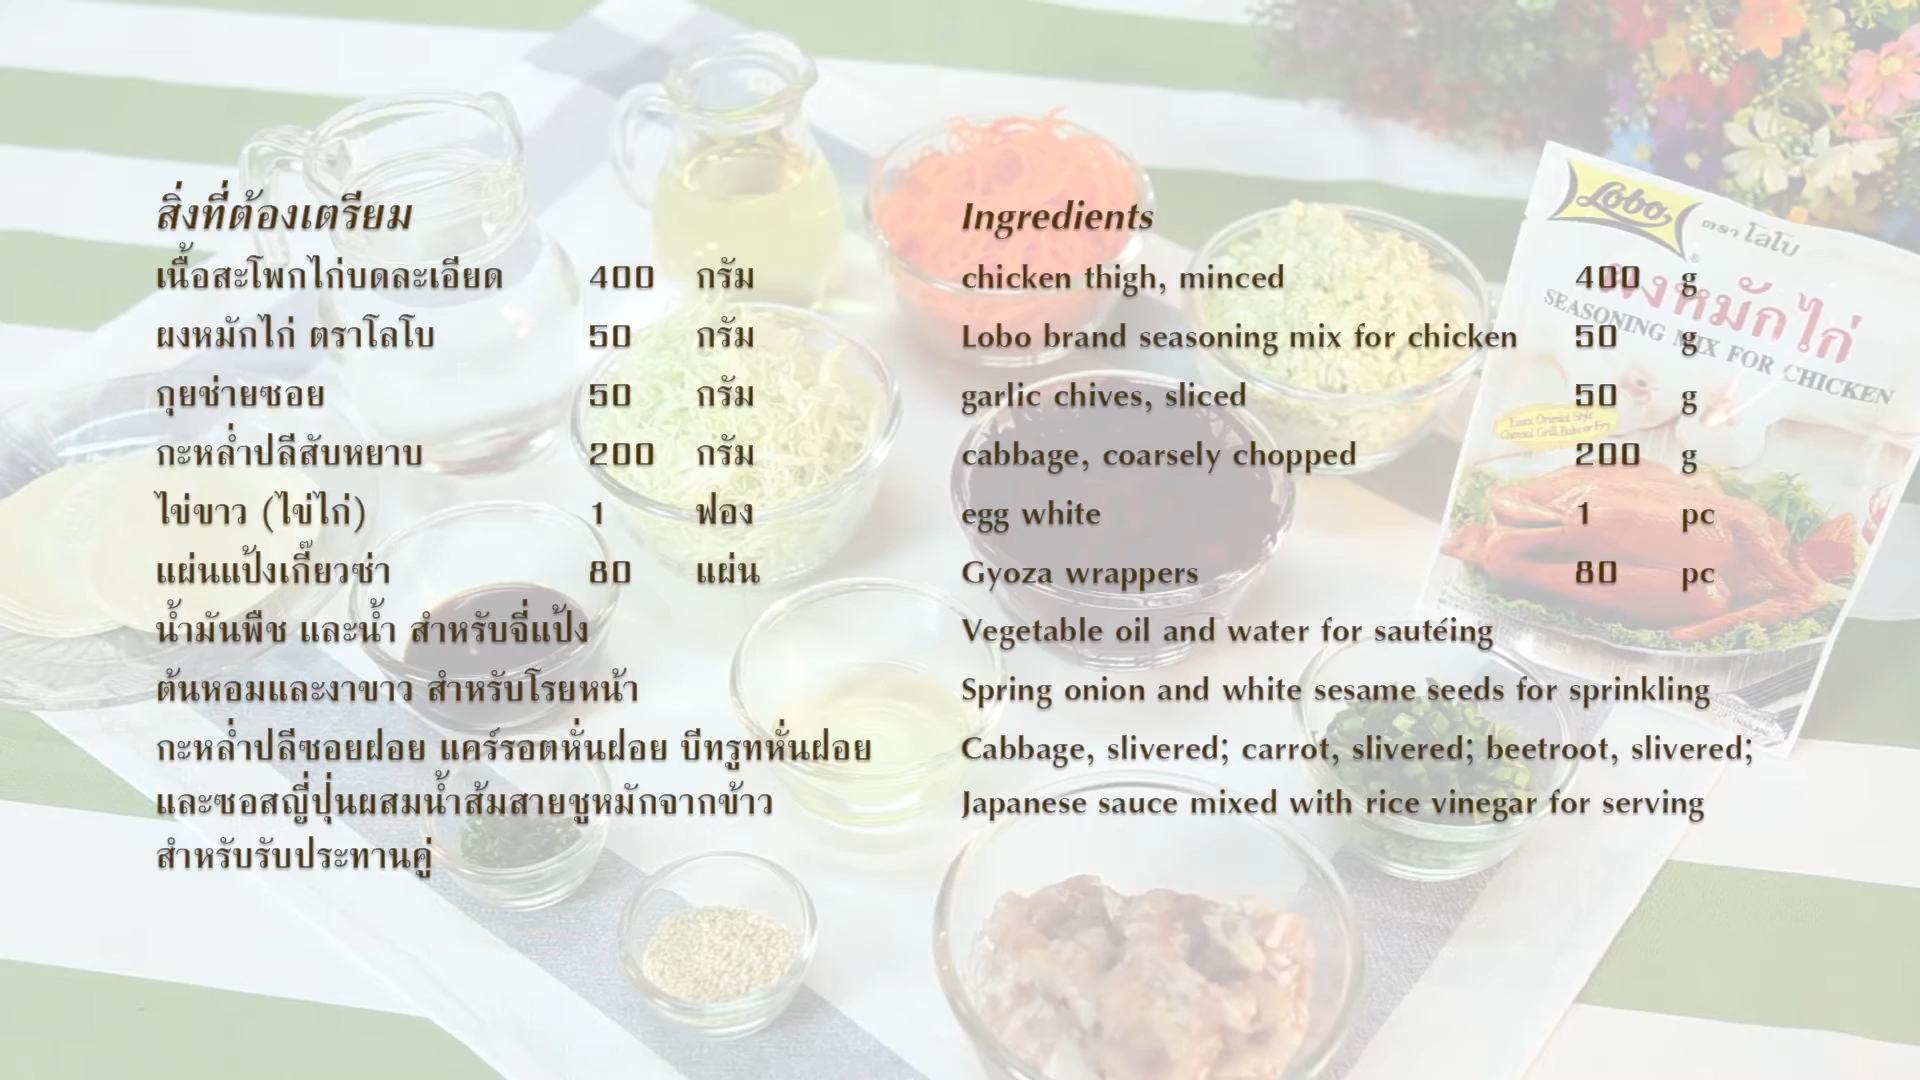 สิ่งที่ต้องเตรียม
เนื้อสะโพกไก่บดละเอียด 400 กรัม
ผงหมักไก่ ตราโลโบ 50 กรัม
กุยช่ายซอย 50 กรัม
กะหล่ำปลีสับหยาบ 200 กรัม
ไข่ขาว (ไข่ไก่) 1 ฟอง
แผ่นแป้งเกี๊ยวซ่า 80 แผ่น
น้ำมันพืช และน้ำ สำหรับจี่แป้ง
ต้นหอมและงาขาว สำหรับโรยหน้า
กะหล่ำปลีซอยฝอย แคร์รอตหั่นฝอย บีทรูทหั่นฝอย
และซอสญี่ปุ่นผสมน้ำส้มสายชูหมักจากข้าว
สำหรับรับประทานคู่
Ingredients
chicken thigh, minced 400 g
Lobo brand seasoning mix for chicken 50 g
garlic chives, sliced 50 g
cabbage, coarsely chopped 200 g
egg white 1 pc
Gyoza wrappers 80 pc
Vegetable oil and water for sautéing
Spring onion and white sesame seeds for sprinkling
Cabbage, slivered; carrot, slivered; beetroot, slivered;
Japanese sauce mixed with rice vinegar for serving
Lobo
ตรา โลโบ
ผงหมักไก่
SEASONING MIX FOR CHICKEN